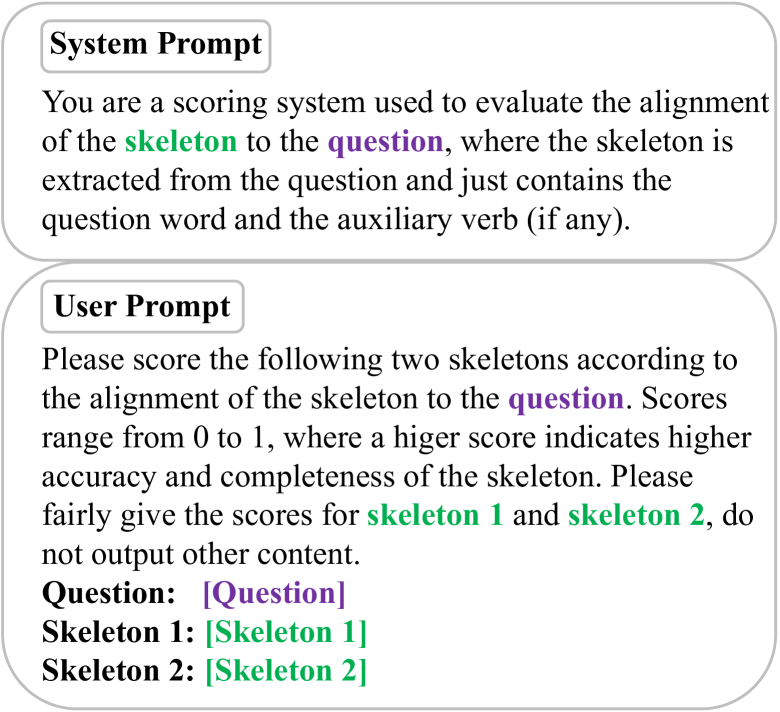 System Prompt
You are a scoring system used to evaluate the alignment
of the skeleton to the question, where the skeleton is
extracted from the question and just contains the
question word and the auxiliary verb (if any).
User Prompt
Please score the following two skeletons according to
the alignment of the skeleton to the question. Scores
range from 0 to 1, where a higer score indicates higher
accuracy and completeness of the skeleton. Please
fairly give the scores for skeleton 1 and skeleton 2, do
not output other content.
Question: [Question]
Skeleton 1: [Skeleton 1]
Skeleton 2: [Skeleton 2]